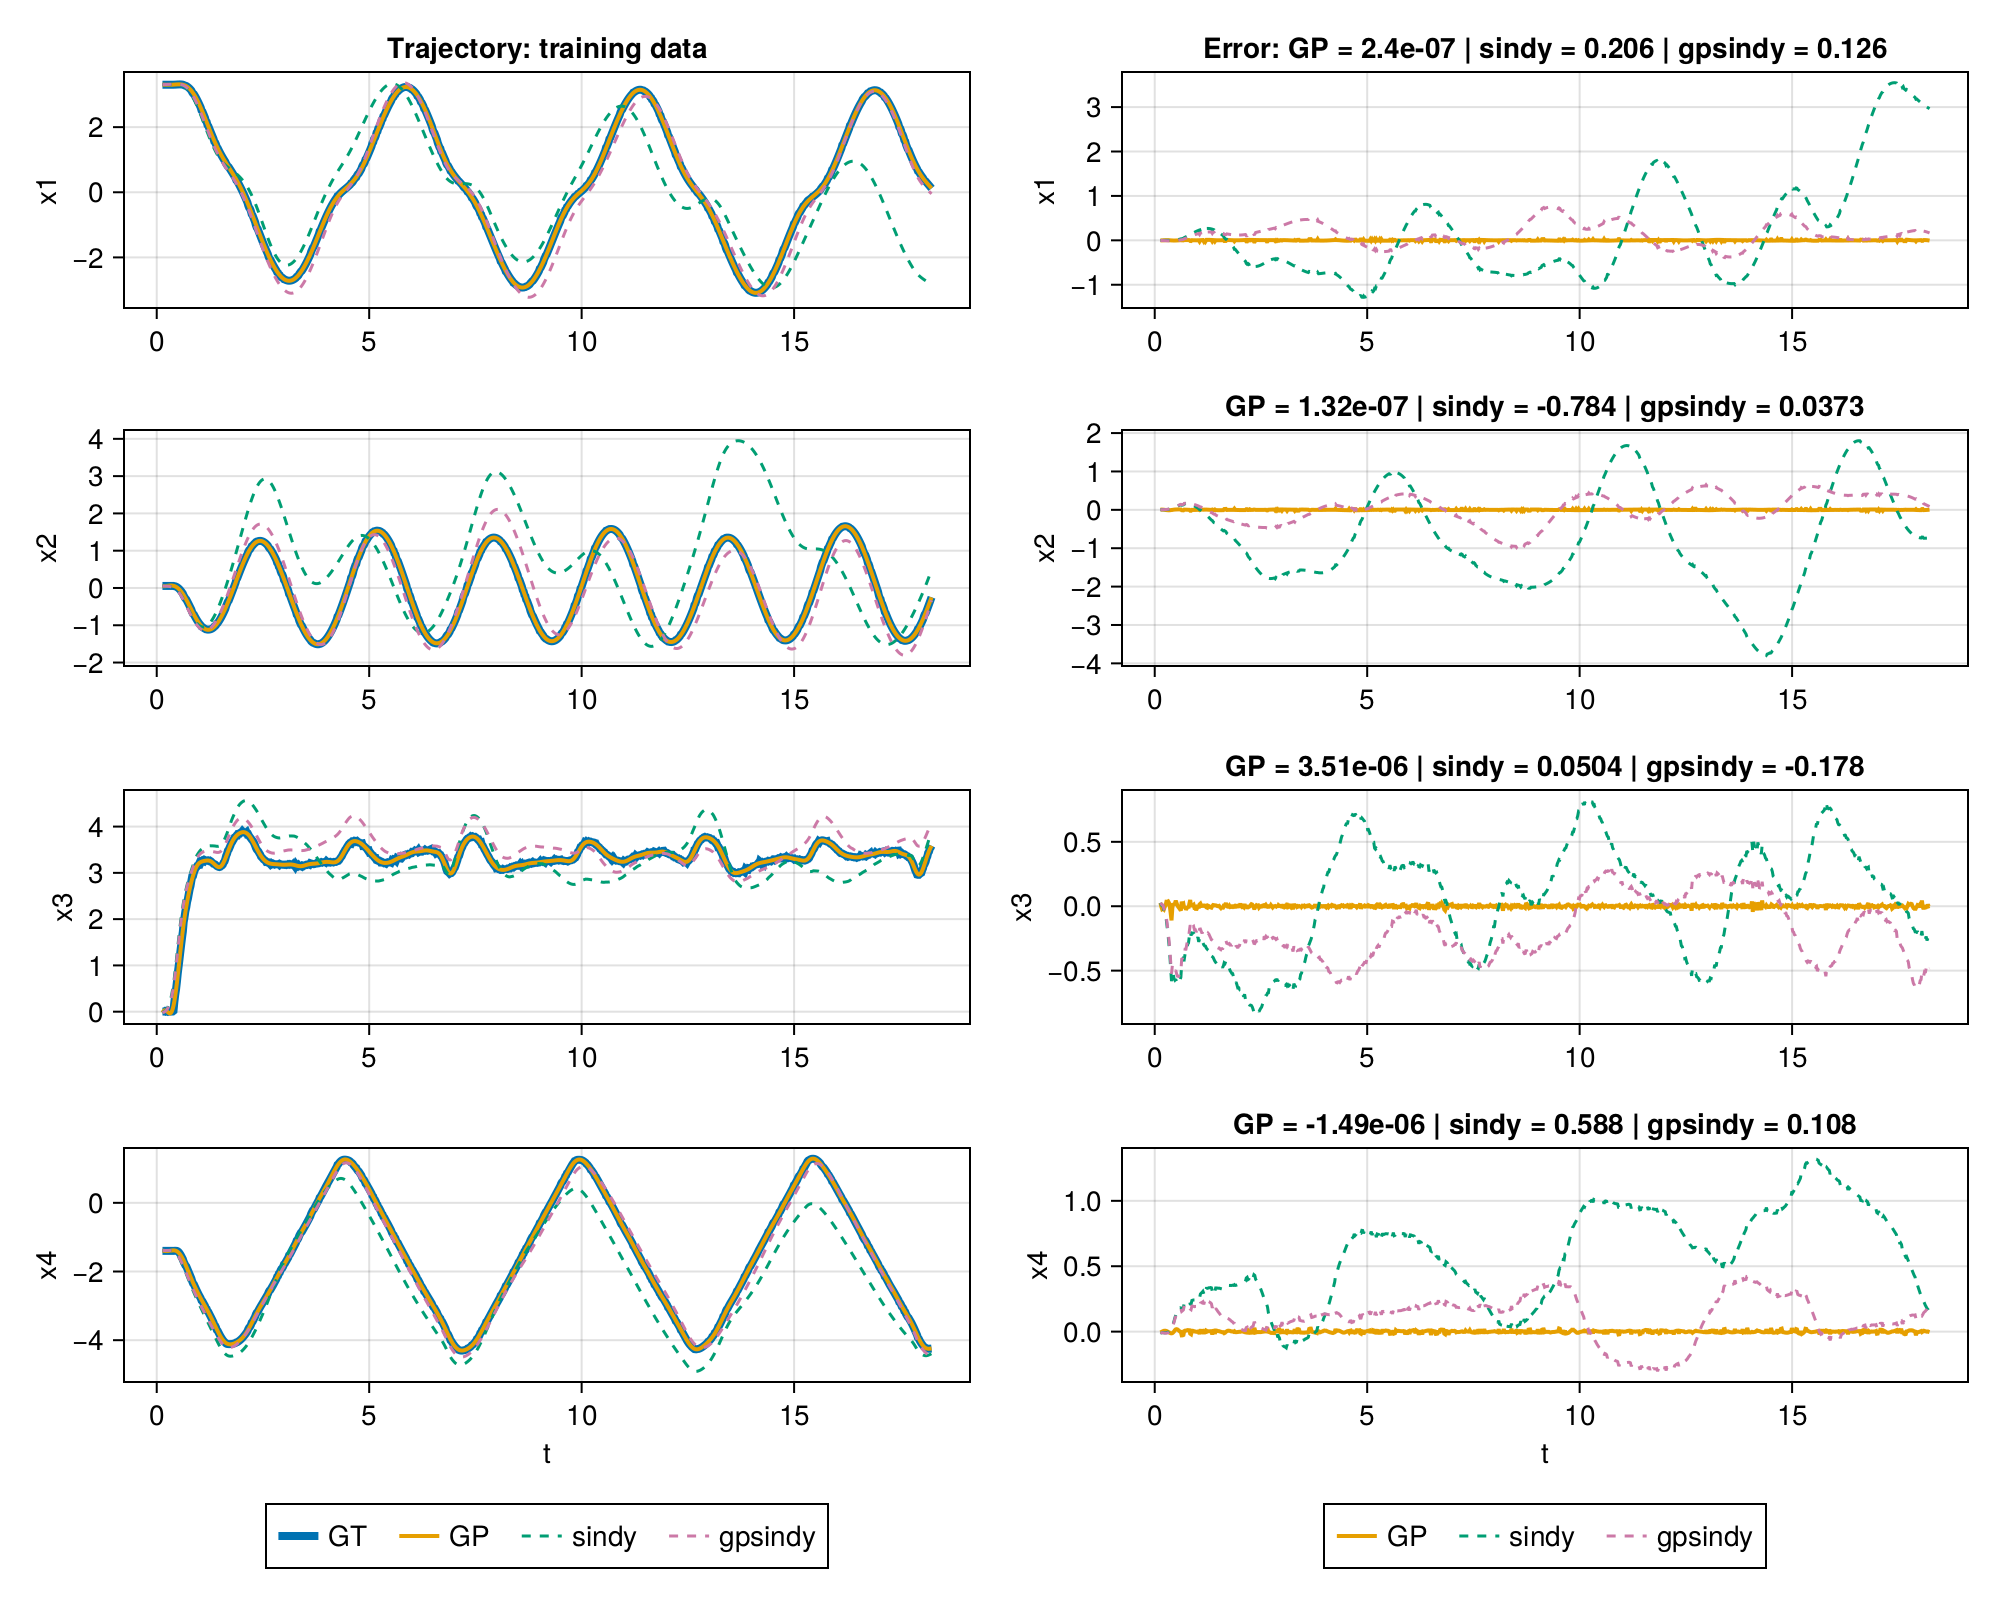 Trajectory: training data
x1
2
0
−2
0 5 10 15
Error: GP = 2.4e-07 | sindy = 0.206 | gpsindy = 0.126
x1
3
2
1
0
−1
0 5 10 15
x2
4
3
2
1
0
−1
−2
0 5 10 15
GP = 1.32e-07 | sindy = -0.784 | gpsindy = 0.0373
x2
2
1
0
−1
−2
−3
−4
0 5 10 15
x3
4
3
2
1
0
0 5 10 15
GP = 3.51e-06 | sindy = 0.0504 | gpsindy = -0.178
x3
0.5
0.0
−0.5
0 5 10 15
x4
0
−2
−4
0 5 10 15
t
GP = -1.49e-06 | sindy = 0.588 | gpsindy = 0.108
x4
1.0
0.5
0.0
0 5 10 15
t
GT GP sindy gpsindy
GP sindy gpsindy